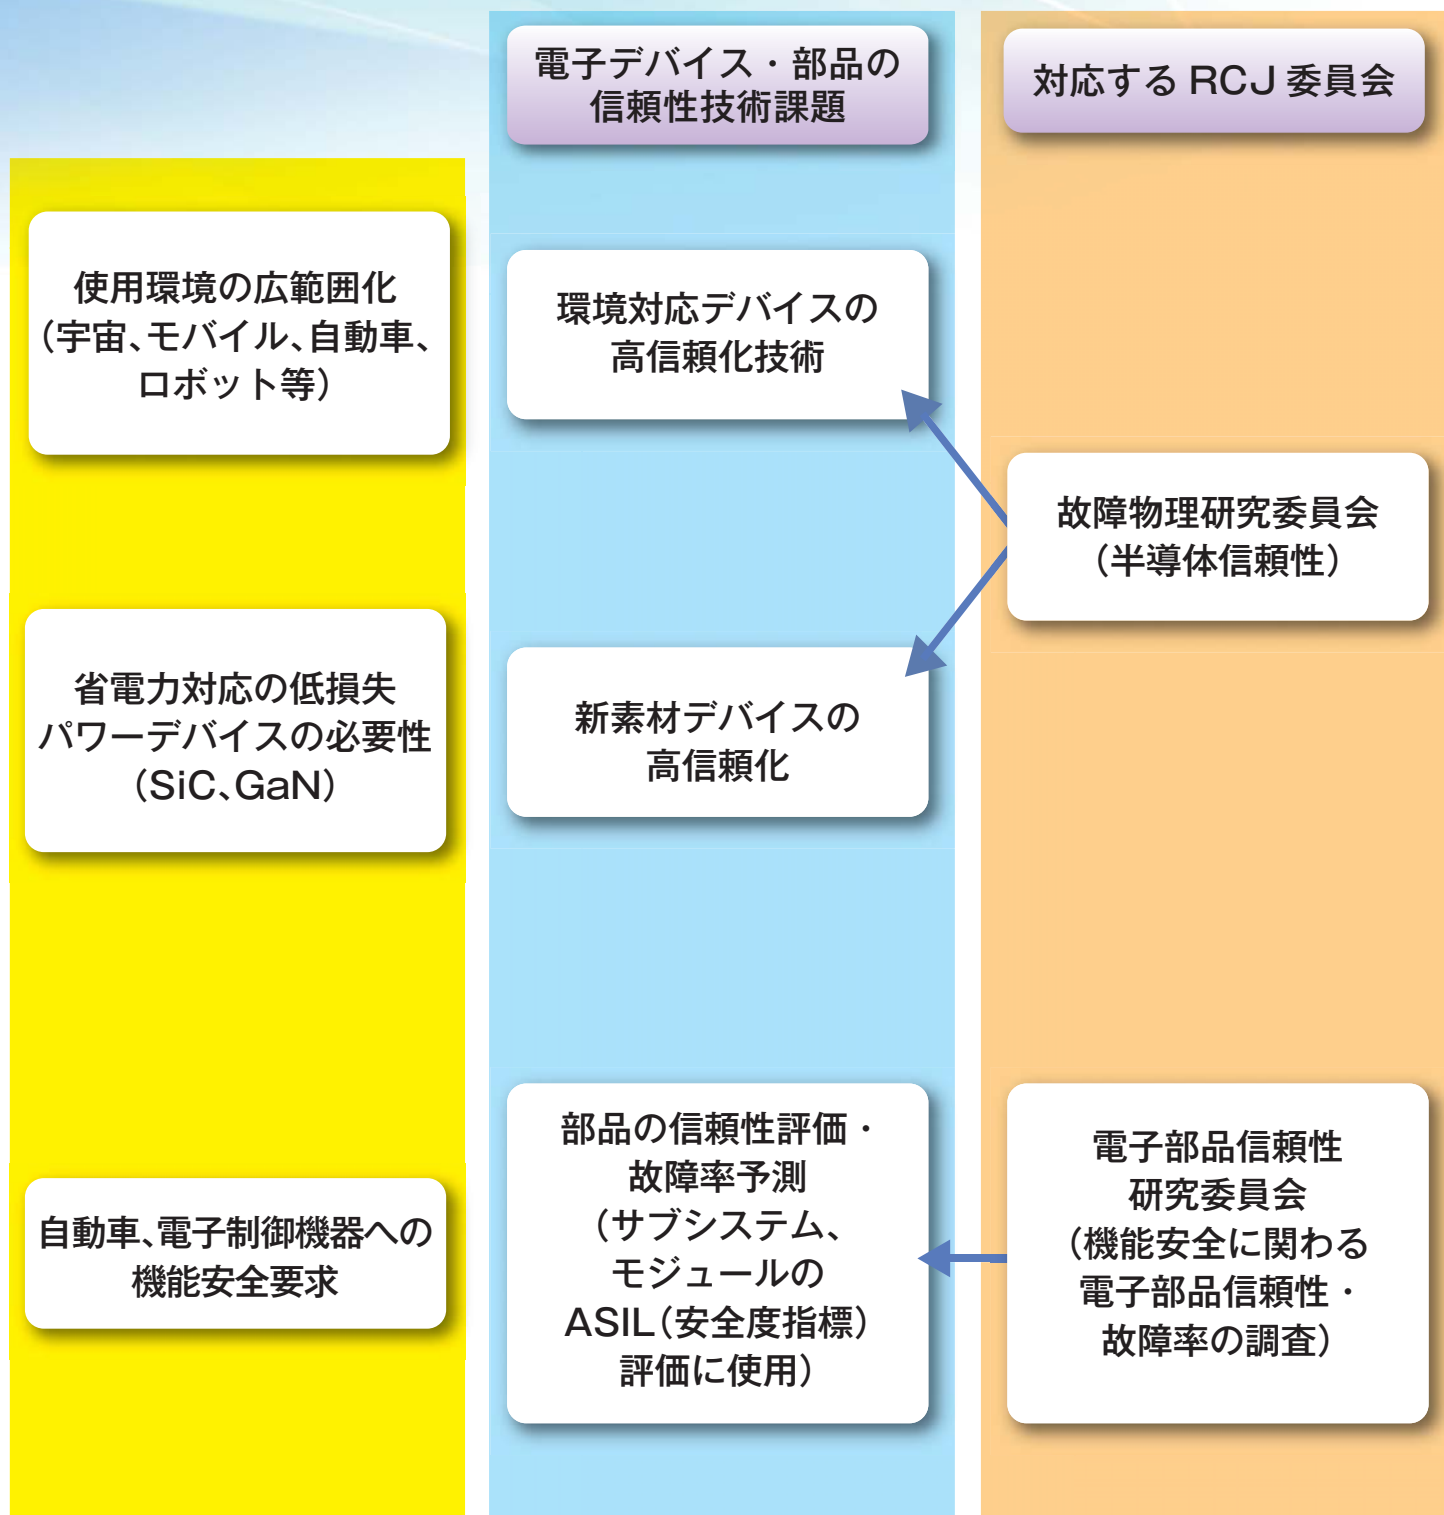 電子デバイス・部品の
信頼性技術課題
対応する RCJ 委員会
使用環境の広範囲化
（宇宙、モバイル、自動車、
ロボット等）
環境対応デバイスの
高信頼化技術
故障物理研究委員会
（半導体信頼性）
省電力対応の低損失
パワーデバイスの必要性
（SiC、GaN）
新素材デバイスの
高信頼化
自動車、電子制御機器への
機能安全要求
部品の信頼性評価・
故障率予測
（サブシステム、
モジュールの
ASIL（安全度指標）
評価に使用）
電子部品信頼性
研究委員会
（機能安全に関わる
電子部品信頼性・
故障率の調査）